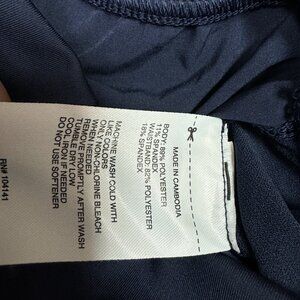 MADE IN CAMBODIA
BODY: 89% POLYESTER
11% SPANDEX
WAISTBAND: 82% POLYESTER
18% SPANDEX
MACHINE WASH COLD WITH
LIKE COLORS
ONLY NON-CHLORINE BLEACH
WHEN NEEDED
REMOVE PROMPTLY AFTER WASH
TUMBLE DRY LOW
COOL IRON IF NEEDED
DO NOT USE SOFTENER
RN# 104141